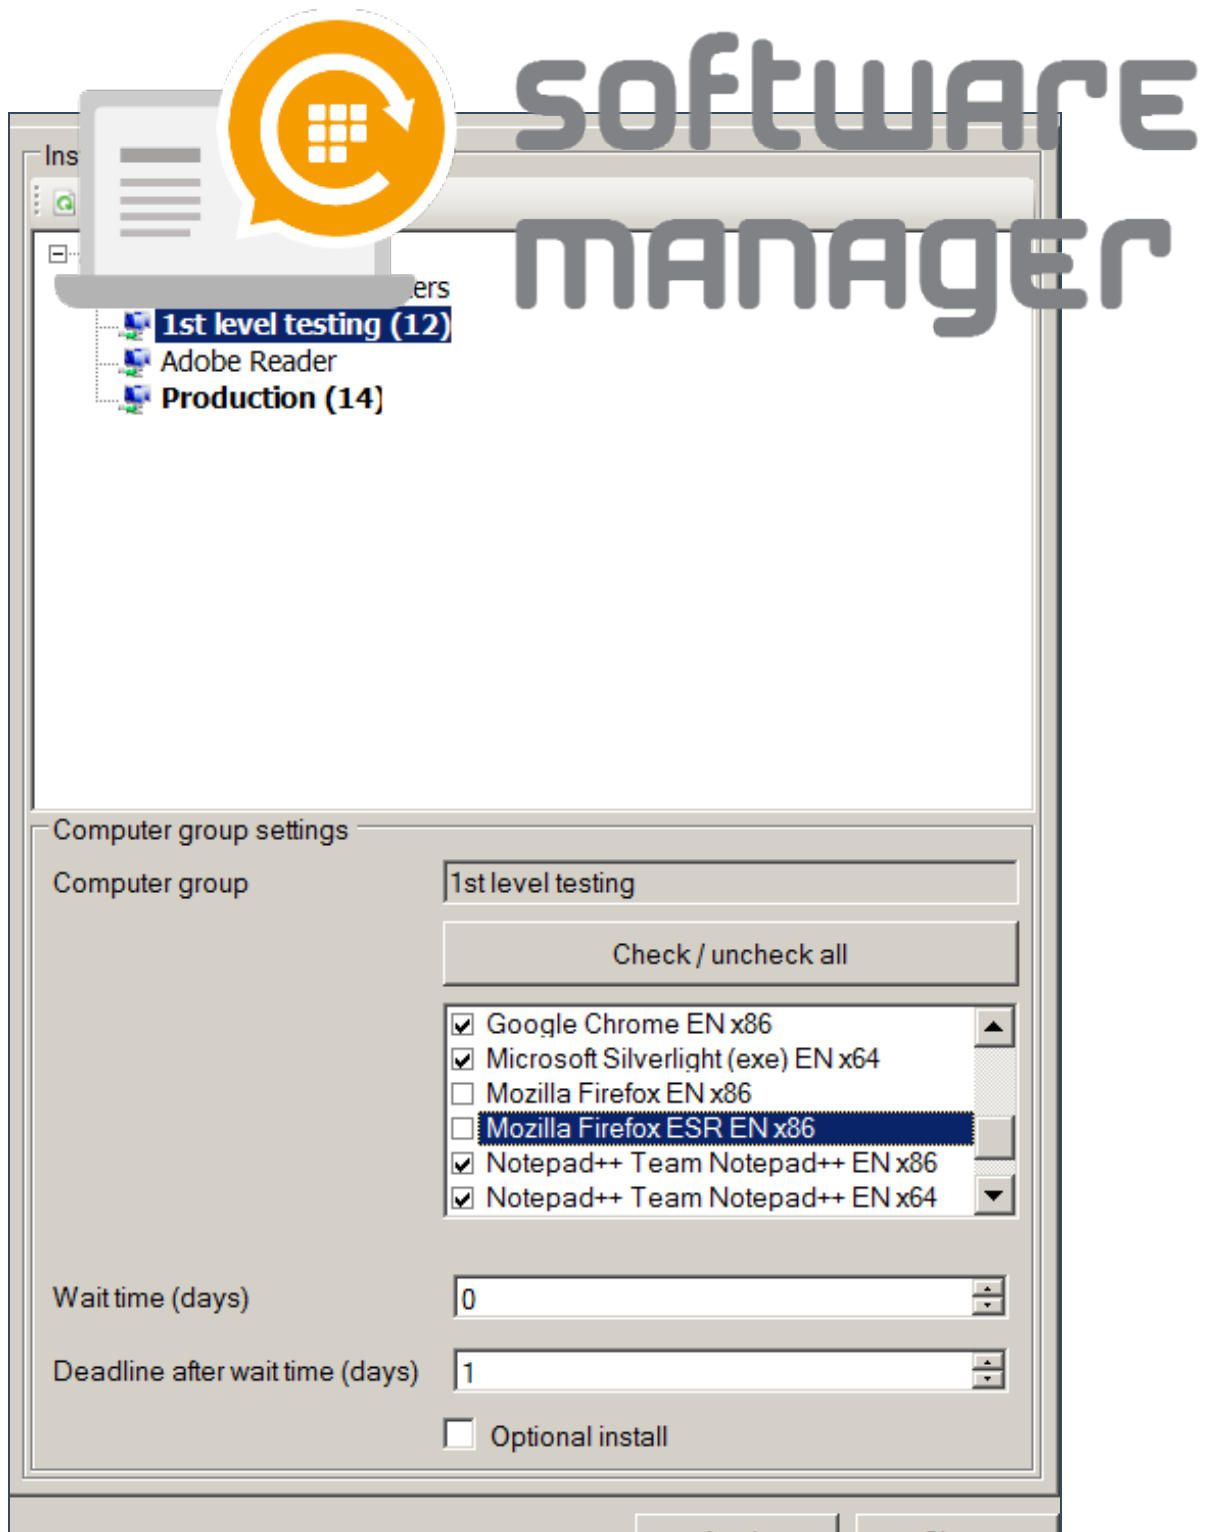 software
manager
1st level testing (12)
Adobe Reader
Production (14)
Computer group settings
Computer group
1st level testing
Check / uncheck all
Google Chrome EN x86
Microsoft Silverlight (exe) EN x64
Mozilla Firefox EN x86
Mozilla Firefox ESR EN x86
Notepad++ Team Notepad++ EN x86
Notepad++ Team Notepad++ EN x64
Wait time (days)
0
Deadline after wait time (days)
1
Optional install